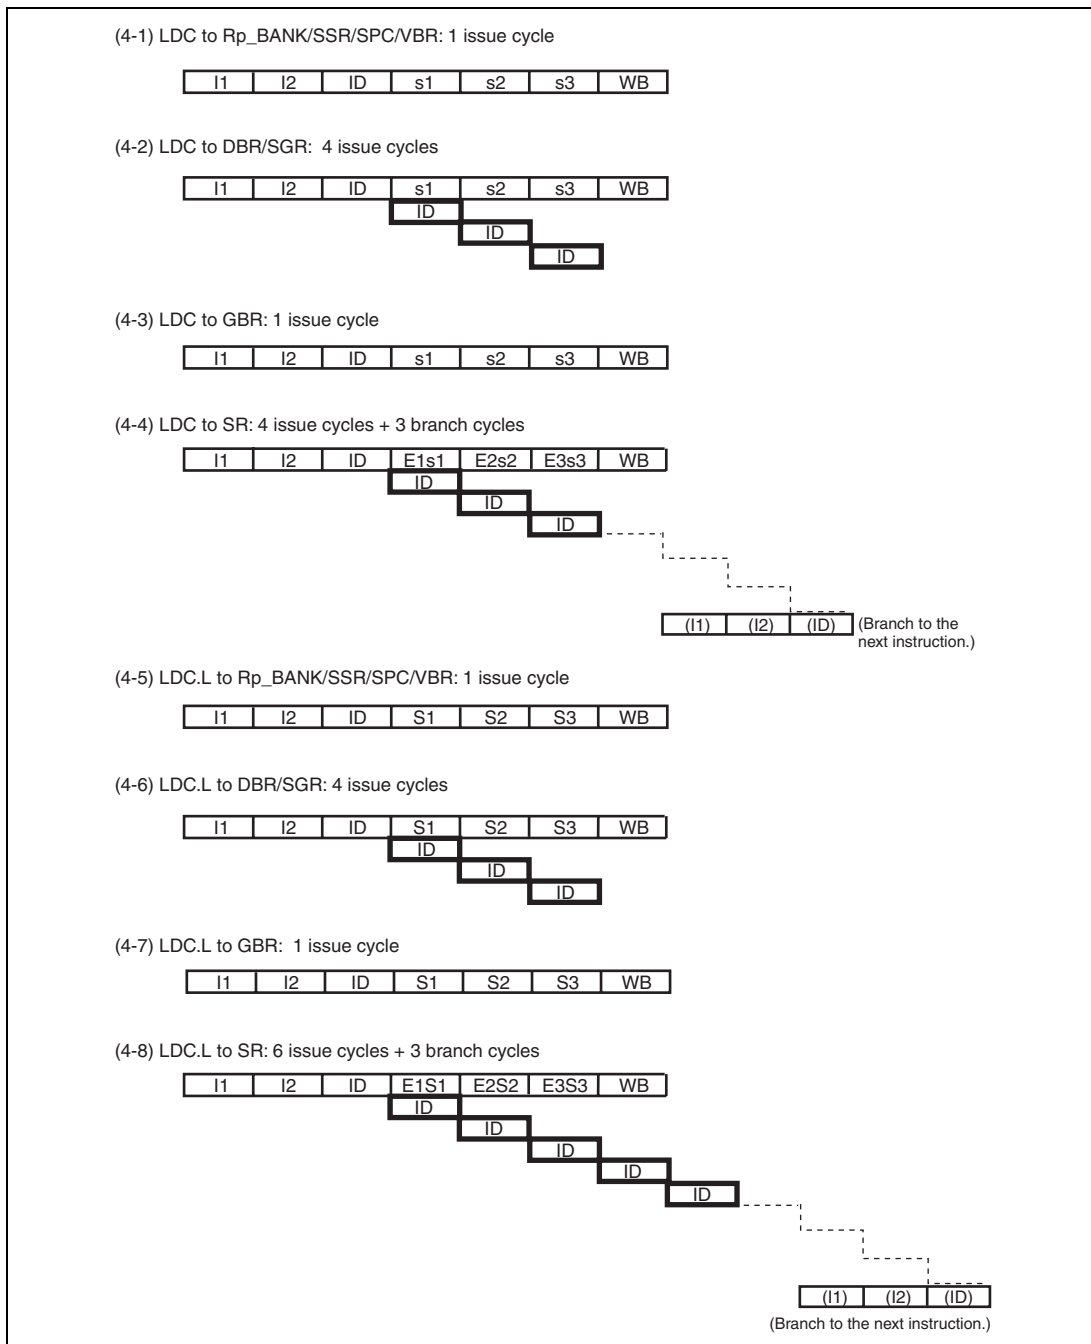 (4-1) LDC to Rp_BANK/SSR/SPC/VBR: 1 issue cycle
I1 I2 ID s1 s2 s3 WB
(4-2) LDC to DBR/SGR: 4 issue cycles
I1 I2 ID s1 s2 s3 WB
ID
ID
ID
(4-3) LDC to GBR: 1 issue cycle
I1 I2 ID s1 s2 s3 WB
(4-4) LDC to SR: 4 issue cycles + 3 branch cycles
I1 I2 ID E1s1 E2s2 E3s3 WB
ID
ID
ID
(I1) (I2) (ID) (Branch to the
next instruction.)
(4-5) LDC.L to Rp_BANK/SSR/SPC/VBR: 1 issue cycle
I1 I2 ID S1 S2 S3 WB
(4-6) LDC.L to DBR/SGR: 4 issue cycles
I1 I2 ID S1 S2 S3 WB
ID
ID
ID
(4-7) LDC.L to GBR: 1 issue cycle
I1 I2 ID S1 S2 S3 WB
(4-8) LDC.L to SR: 6 issue cycles + 3 branch cycles
I1 I2 ID E1S1 E2S2 E3S3 WB
ID
ID
ID
ID
ID
(I1) (I2) (ID)
(Branch to the next instruction.)